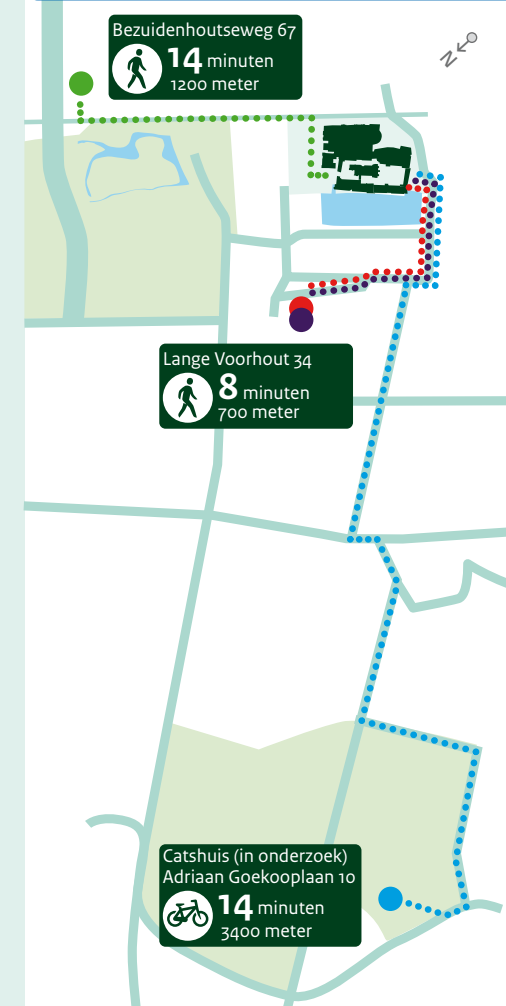 Bezuidenhoutseweg 67
14 minuten
1200 meter
N
Lange Voorhout 34
8 minuten
700 meter
Catshuis (in onderzoek)
Adriaan Goekooplaan 10
14 minuten
3400 meter